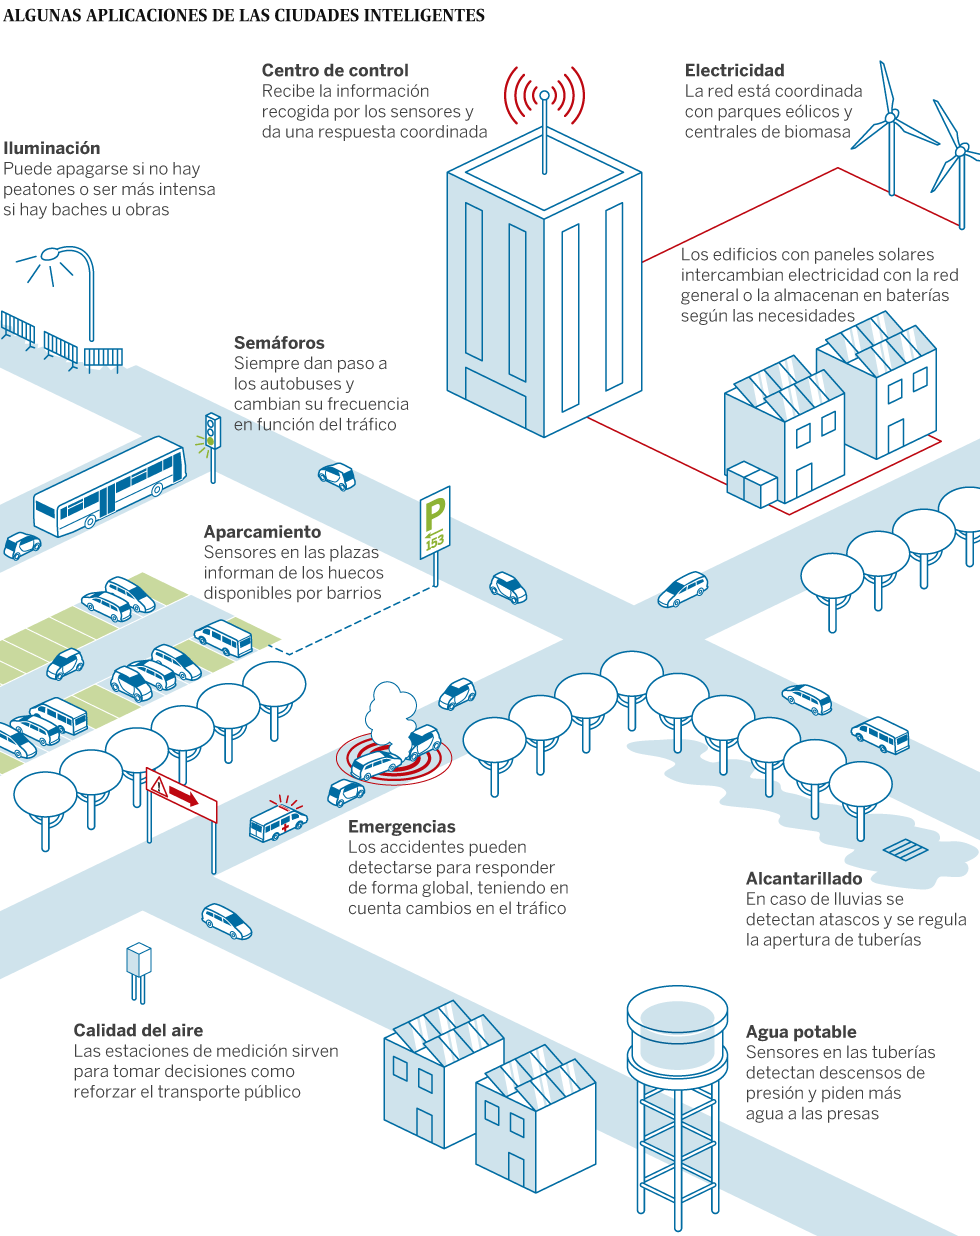 ALGUNAS APLICACIONES DE LAS CIUDADES INTELIGENTES
Centro de control
Recibe la información
recogida por los sensores y
da una respuesta coordinada
Electricidad
La red está coordinada
con parques eólicos y
centrales de biomasa
Iluminación
Puede apagarse si no hay
peatones o ser más intensa
si hay baches u obras
Los edificios con paneles solares
intercambian electricidad con la red
general o la almacenan en baterías
según las necesidades
Semáforos
Siempre dan paso a
los autobuses y
cambian su frecuencia
en función del tráfico
P
153
Aparcamiento
Sensores en las plazas
informan de los huecos
disponibles por barrios
Emergencias
Los accidentes pueden
detectarse para responder
de forma global, teniendo en
cuenta cambios en el tráfico
Alcantarillado
En caso de lluvias se
detectan atascos y se regula
la apertura de tuberías
Calidad del aire
Las estaciones de medición sirven
para tomar decisiones como
reforzar el transporte público
Agua potable
Sensores en las tuberías
detectan descensos de
presión y piden más
agua a las presas